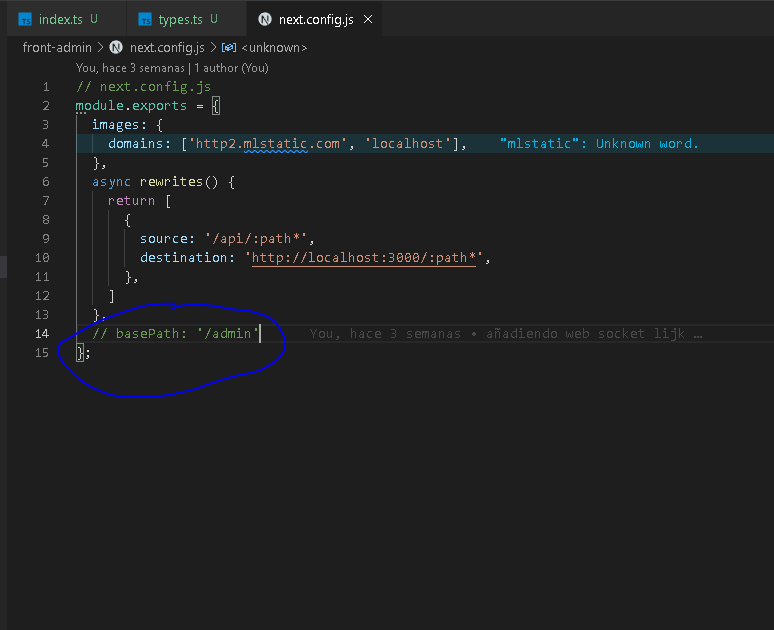 index.ts U types.ts U next.config.js
front-admin > next.config.js > <unknown>
You, hace 3 semanas | 1 author (You)
1 // next.config.js
2 module.exports = {
3 images: {
4 domains: ['http2.mlstatic.com', 'localhost'], "mlstatic": Unknown word.
5 },
6 async rewrites() {
7 return [
8 {
9 source: '/api/:path*',
10 destination: 'http://localhost:3000/:path*',
11 },
12 ]
13 },
14 // basePath: '/admin' You, hace 3 semanas • añadiendo web socket lijk …
15 };